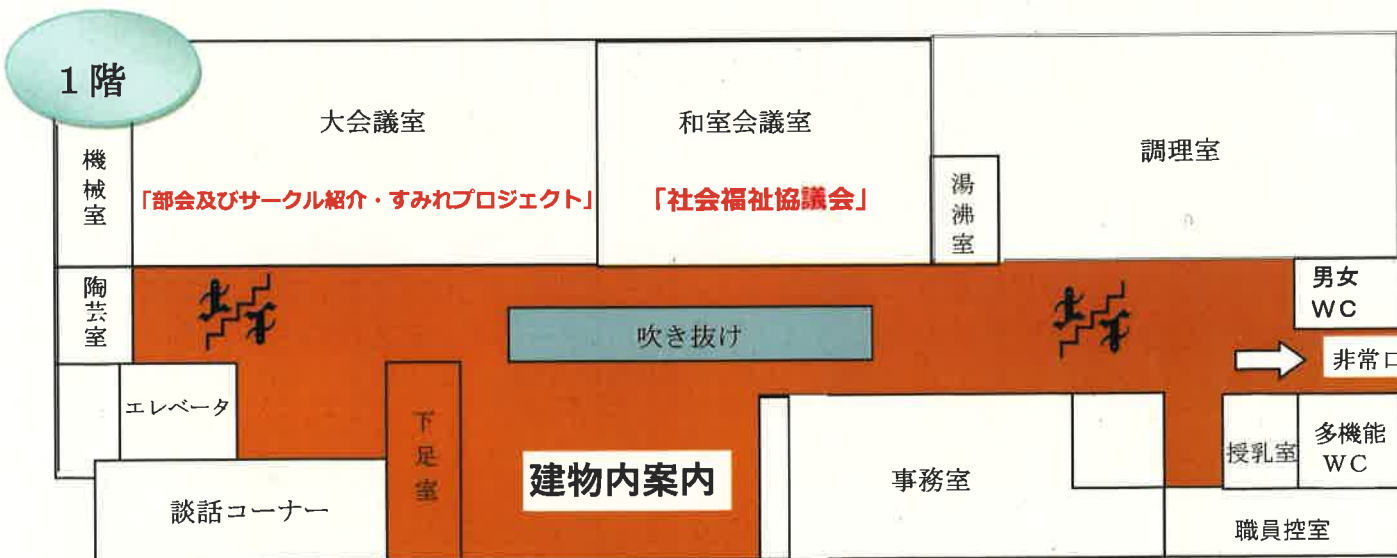 1階
大会議室
和室会議室
調理室
機械室
「部会及びサークル紹介・すみれプロジェクト」
「社会福祉協議会」
湯沸室
陶芸室
男女
WC
吹き抜け
非常口
エレベータ
下足室
建物内案内
事務室
授乳室
多機能
WC
談話コーナー
職員控室